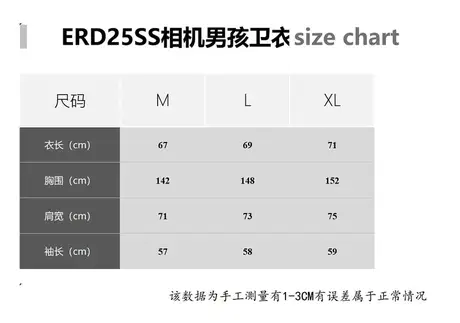 ERD25SS相机男孩卫衣 size chart
尺码 M L XL
衣长（cm） 67 69 71
胸围（cm） 142 148 152
肩宽（cm） 71 73 75
袖长（cm） 57 58 59
该数据为手工测量有1-3CM有误差属于正常情况